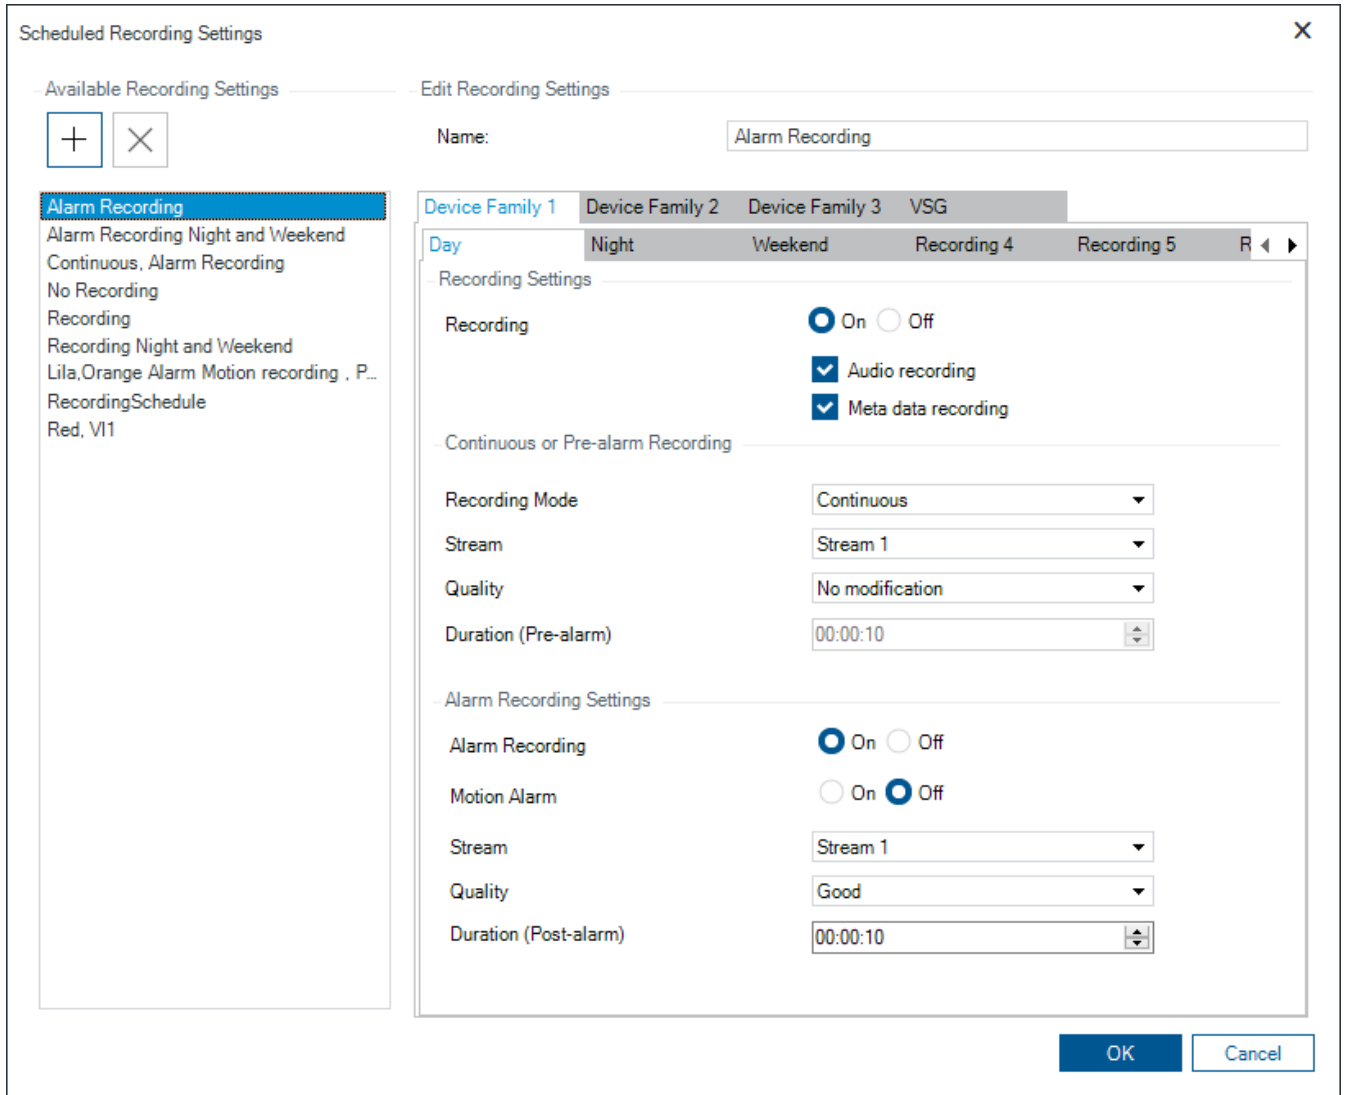 Scheduled Recording Settings
Available Recording Settings
Alarm Recording
Alarm Recording Night and Weekend
Continuous, Alarm Recording
No Recording
Recording
Recording Night and Weekend
Lila,Orange Alarm Motion recording , P...
RecordingSchedule
Red, VI1
Edit Recording Settings
Name: Alarm Recording
Device Family 1 Device Family 2 Device Family 3 VSG
Day Night Weekend Recording 4 Recording 5 R
Recording Settings
Recording On Off
Audio recording
Meta data recording
Continuous or Pre-alarm Recording
Recording Mode Continuous
Stream Stream 1
Quality No modification
Duration (Pre-alarm) 00:00:10
Alarm Recording Settings
Alarm Recording On Off
Motion Alarm On Off
Stream Stream 1
Quality Good
Duration (Post-alarm) 00:00:10
OK Cancel